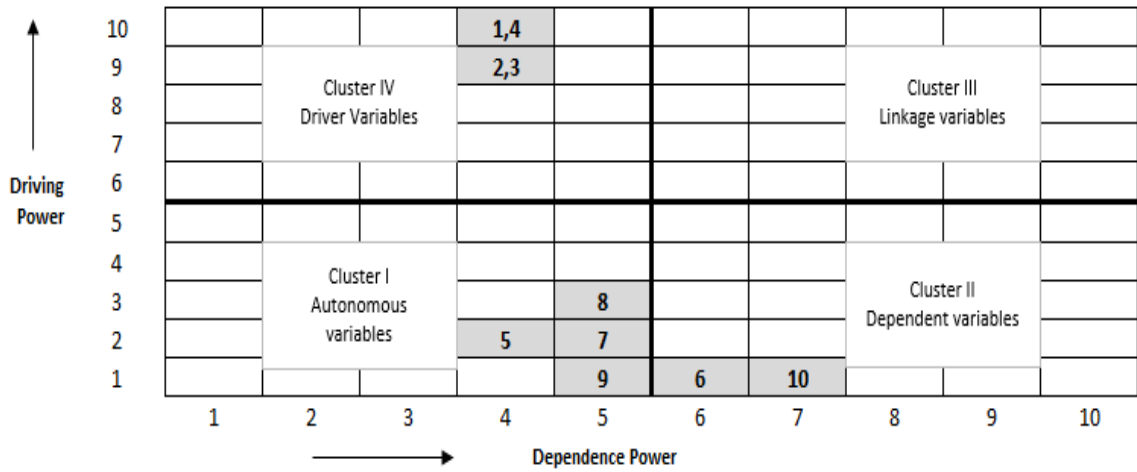 10 1,4
9 2,3
Cluster IV
Driver Variables
Cluster III
Linkage variables
8
7
6
Driving
Power
5
4
Cluster I
Autonomous
variables
Cluster II
Dependent variables
3 8
2 5 7
1 9 6 10
1 2 3 4 5 6 7 8 9 10
Dependence Power